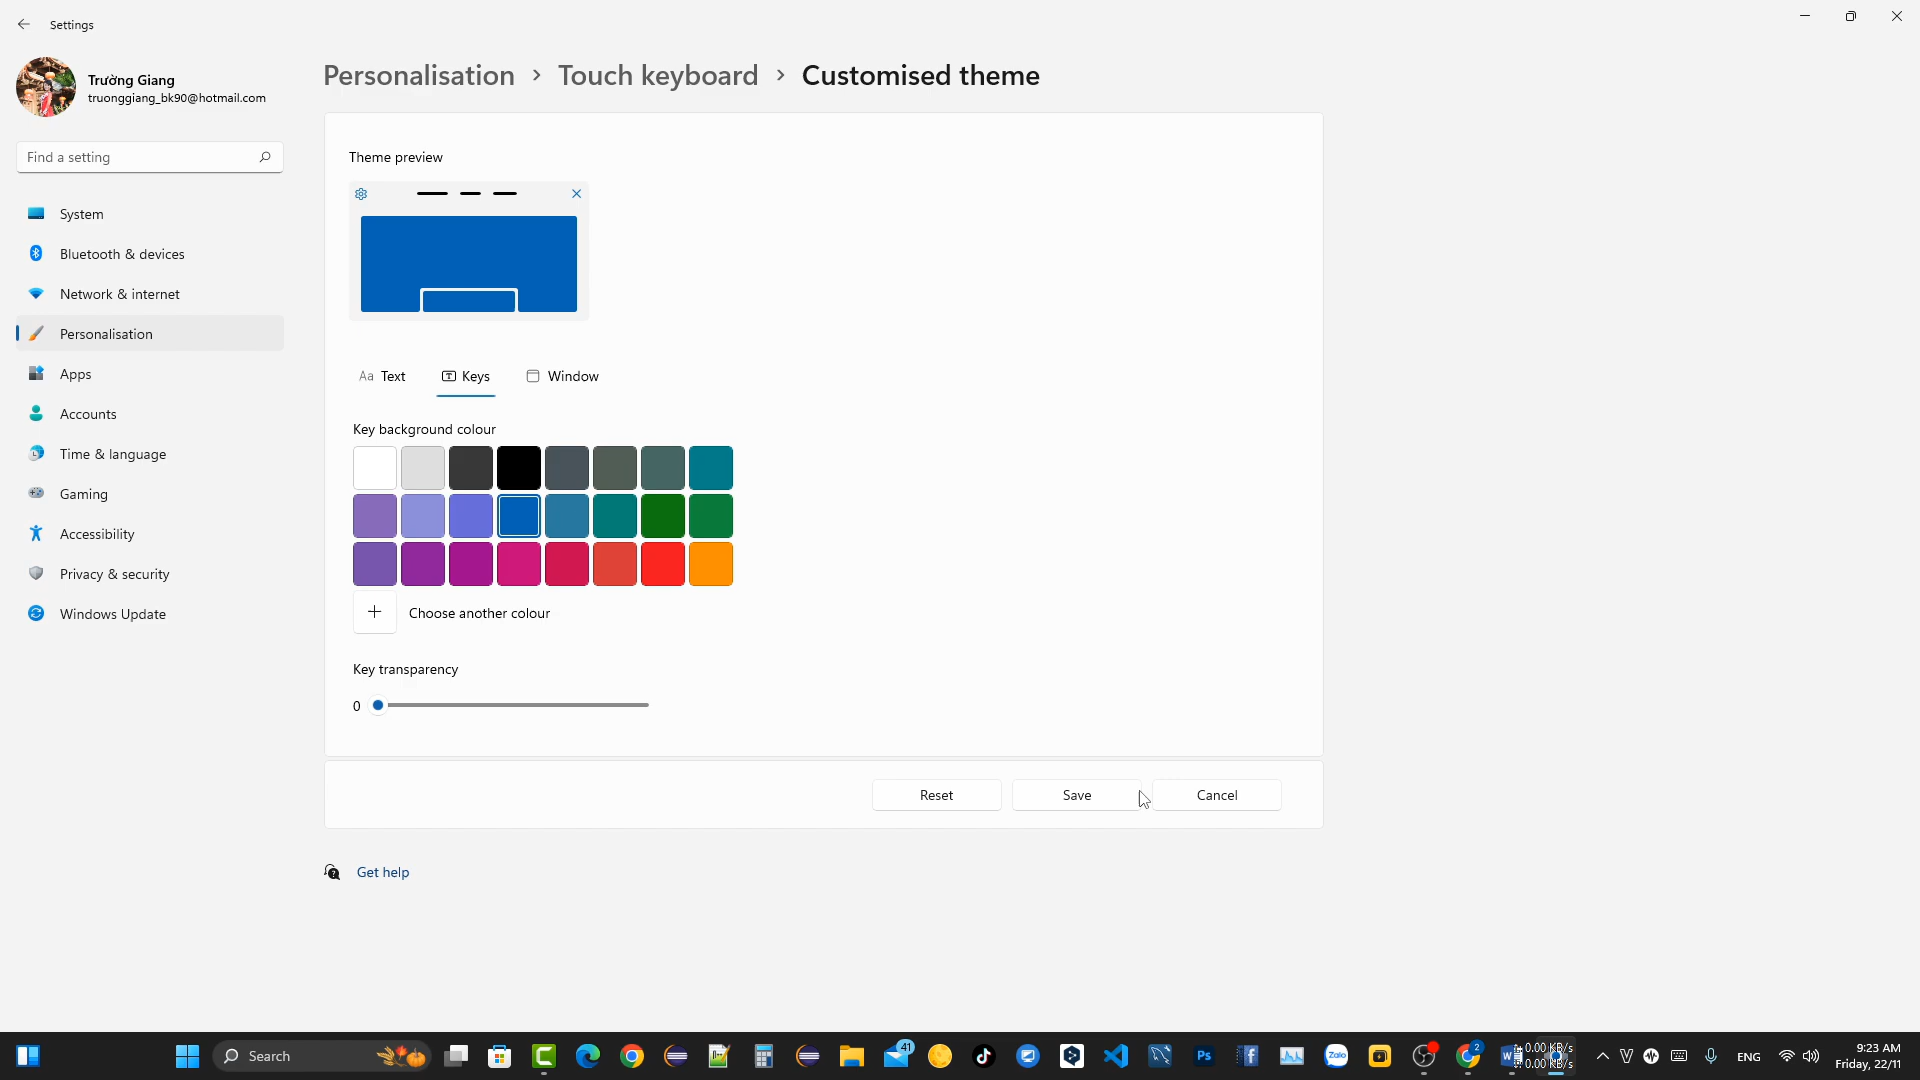 Settings
Trường Giang
truonggiang_bk90@hotmail.com
Find a setting
System
Bluetooth & devices
Network & internet
Personalisation
Apps
Accounts
Time & language
Gaming
Accessibility
Privacy & security
Windows Update
Personalisation > Touch keyboard > Customised theme
Theme preview
Aa Text
Keys
Window
Key background colour
Choose another colour
Key transparency
0
Reset
Save
Cancel
Get help
Search
41
Ps
Zalo
2
0.00 KB/s
0.00 KB/s
ENG
9:23 AM
Friday, 22/11